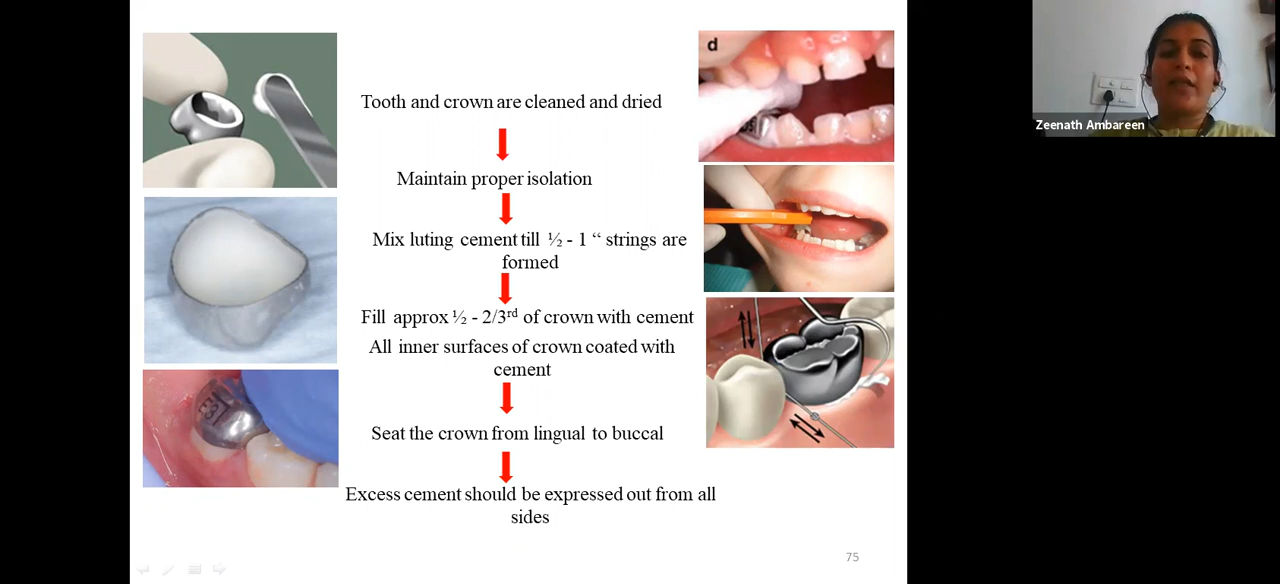 d
Zeenath Ambareen
Tooth and crown are cleaned and dried
Maintain proper isolation
Mix luting cement till ½ - 1 “ strings are
formed
Fill approx ½ - 2/3rd of crown with cement
All inner surfaces of crown coated with
cement
Seat the crown from lingual to buccal
Excess cement should be expressed out from all
sides
75